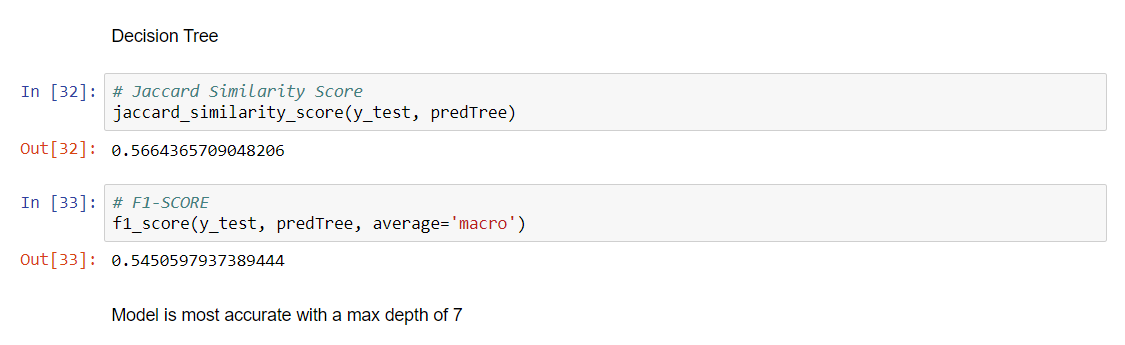 Decision Tree
In [32]: # Jaccard Similarity Score
jaccard_similarity_score(y_test, predTree)
Out[32]: 0.5664365709048206
In [33]: # F1-SCORE
f1_score(y_test, predTree, average='macro')
Out[33]: 0.5450597937389444
Model is most accurate with a max depth of 7